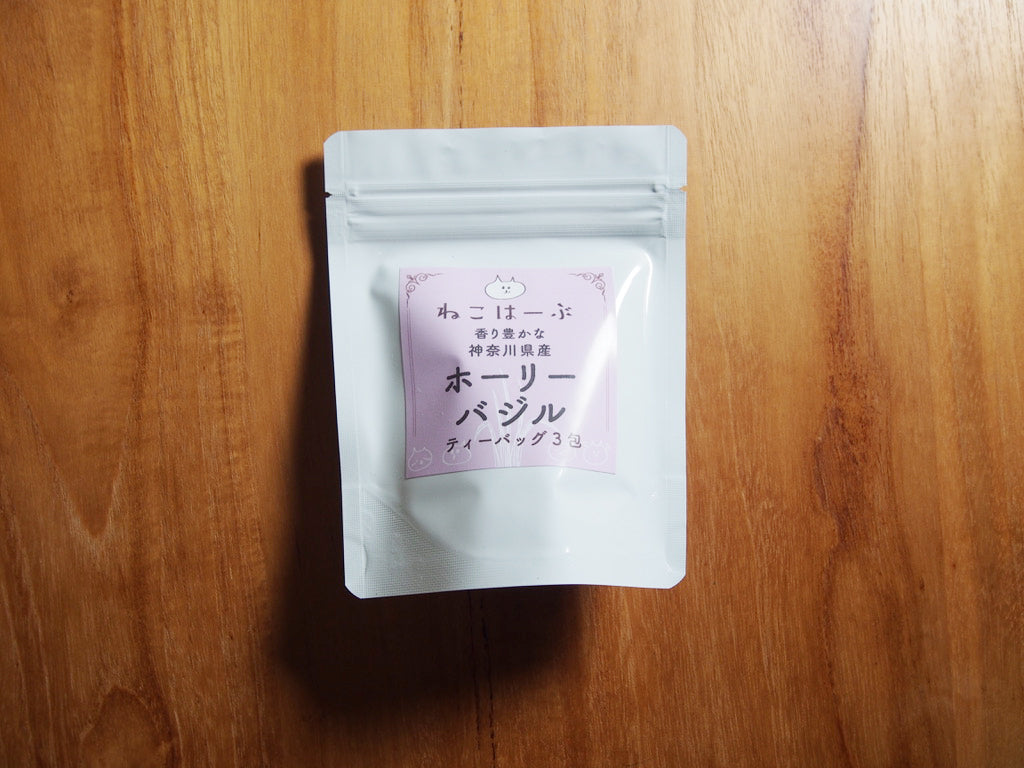 ねこはーぶ
香り豊かな
神奈川県産
ホーリー
バジル
ティーバッグ3包